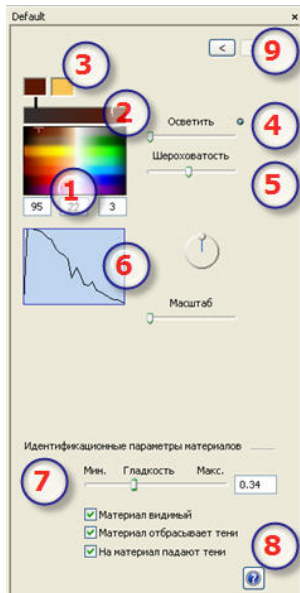 Default x
< 9
3
2 Осветить 4
Шероховатость
1 5
95 22 3
6
Масштаб
Идентификационные параметры материалов
7 Мин. Гладкость Макс.
0.34
Материал видимый
Материал отбрасывает тени
На материал падают тени 8
?